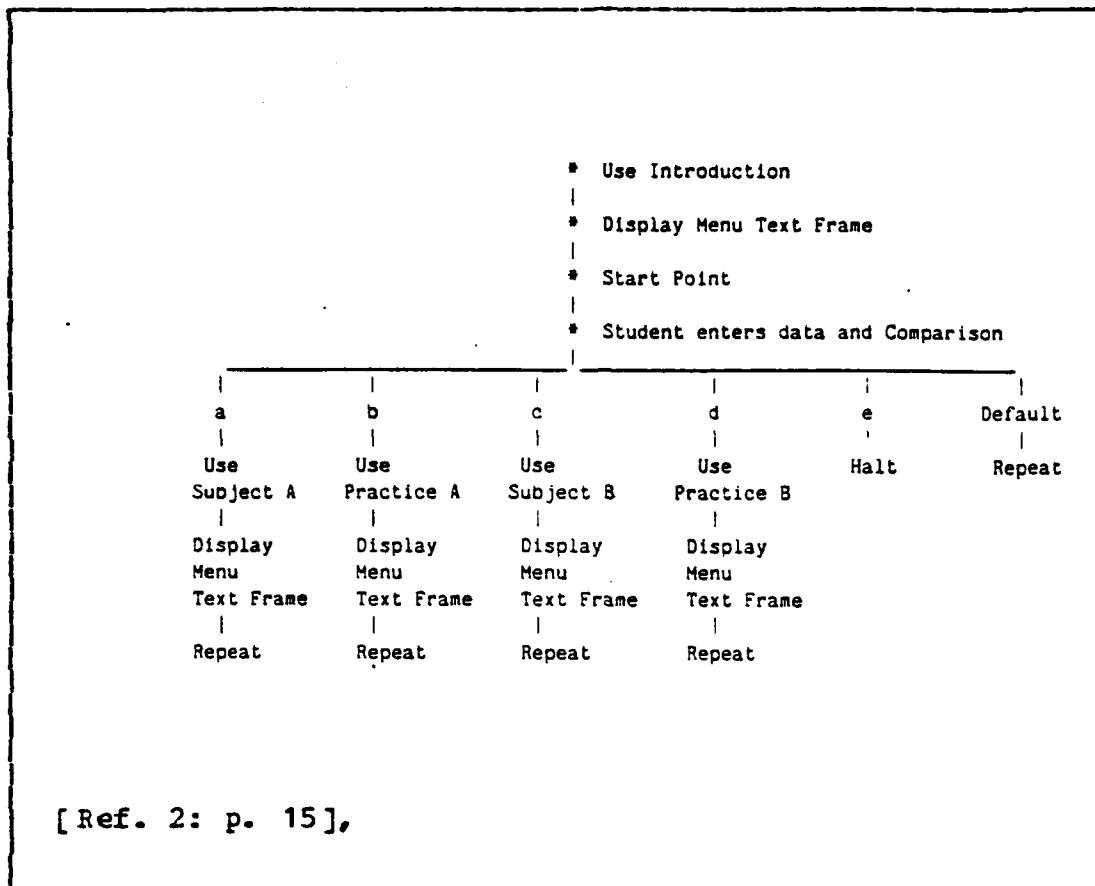 * Use Introduction
* Display Menu Text Frame
* Start Point
* Student enters data and Comparison
a b c d e Default
Use Use Use Use Halt Repeat
Subject A Practice A Subject B Practice B
Display Display Display Display
Menu Menu Menu Menu
Text Frame Text Frame Text Frame Text Frame
Repeat Repeat Repeat Repeat
[Ref. 2: p. 15],